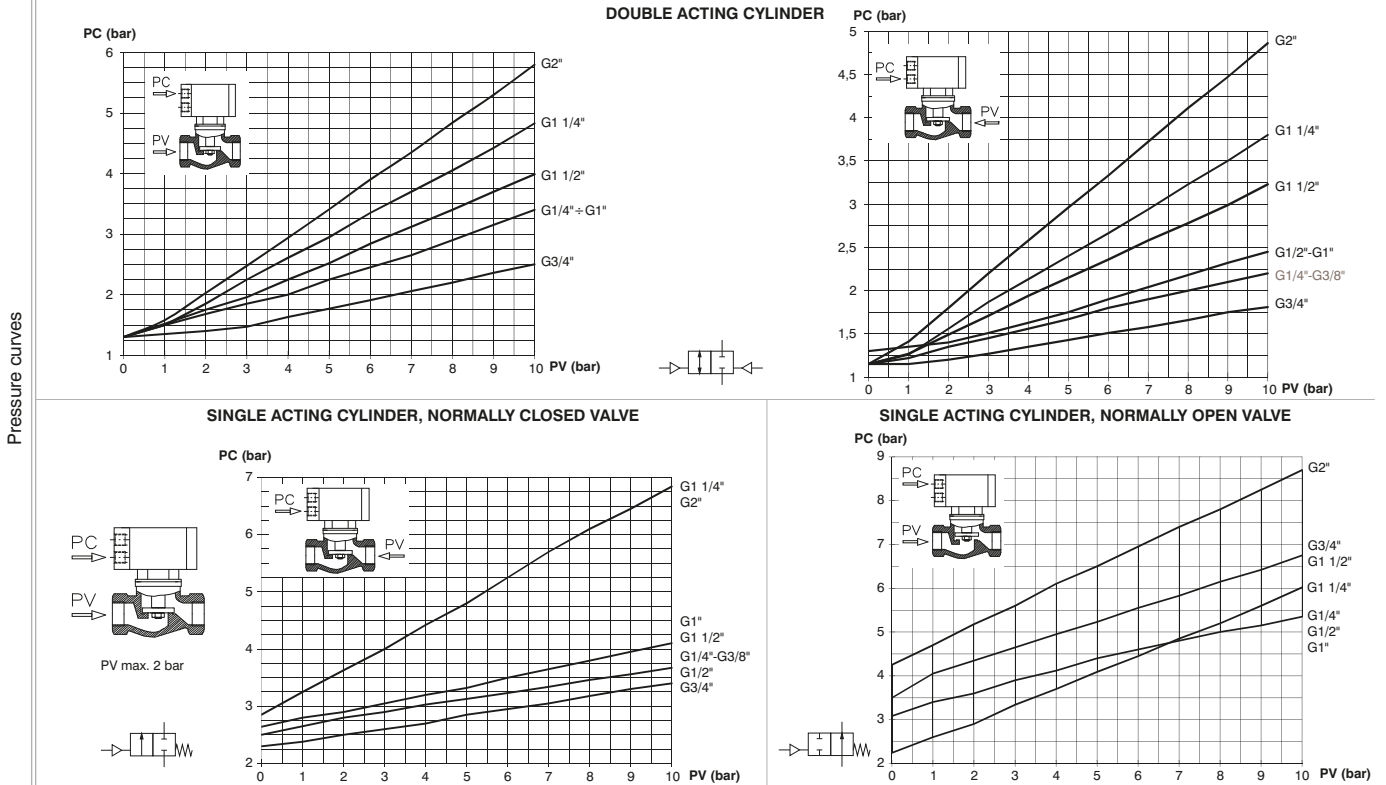 Pressure curves
DOUBLE ACTING CYLINDER
PC (bar)
6
5
4
3
2
1
0 1 2 3 4 5 6 7 8 9 10 PV (bar)
PC
PV
G2"
G1 1/4"
G1 1/2"
G1/4"÷G1"
G3/4"
PC (bar)
5
4,5
4
3,5
3
2,5
2
1,5
1
0 1 2 3 4 5 6 7 8 9 10 PV (bar)
PC
PV
G2"
G1 1/4"
G1 1/2"
G1/2"-G1"
G1/4"-G3/8"
G3/4"
SINGLE ACTING CYLINDER, NORMALLY CLOSED VALVE
PC
PV
PV max. 2 bar
PC (bar)
7
6
5
4
3
2
0 1 2 3 4 5 6 7 8 9 10 PV (bar)
PC
PV
G1 1/4"
G2"
G1"
G1 1/2"
G1/4"-G3/8"
G1/2"
G3/4"
SINGLE ACTING CYLINDER, NORMALLY OPEN VALVE
PC (bar)
9
8
7
6
5
4
3
2
0 1 2 3 4 5 6 7 8 9 10 PV (bar)
PC
PV
G2"
G3/4"
G1 1/2"
G1 1/4"
G1/4"
G1/2"
G1"